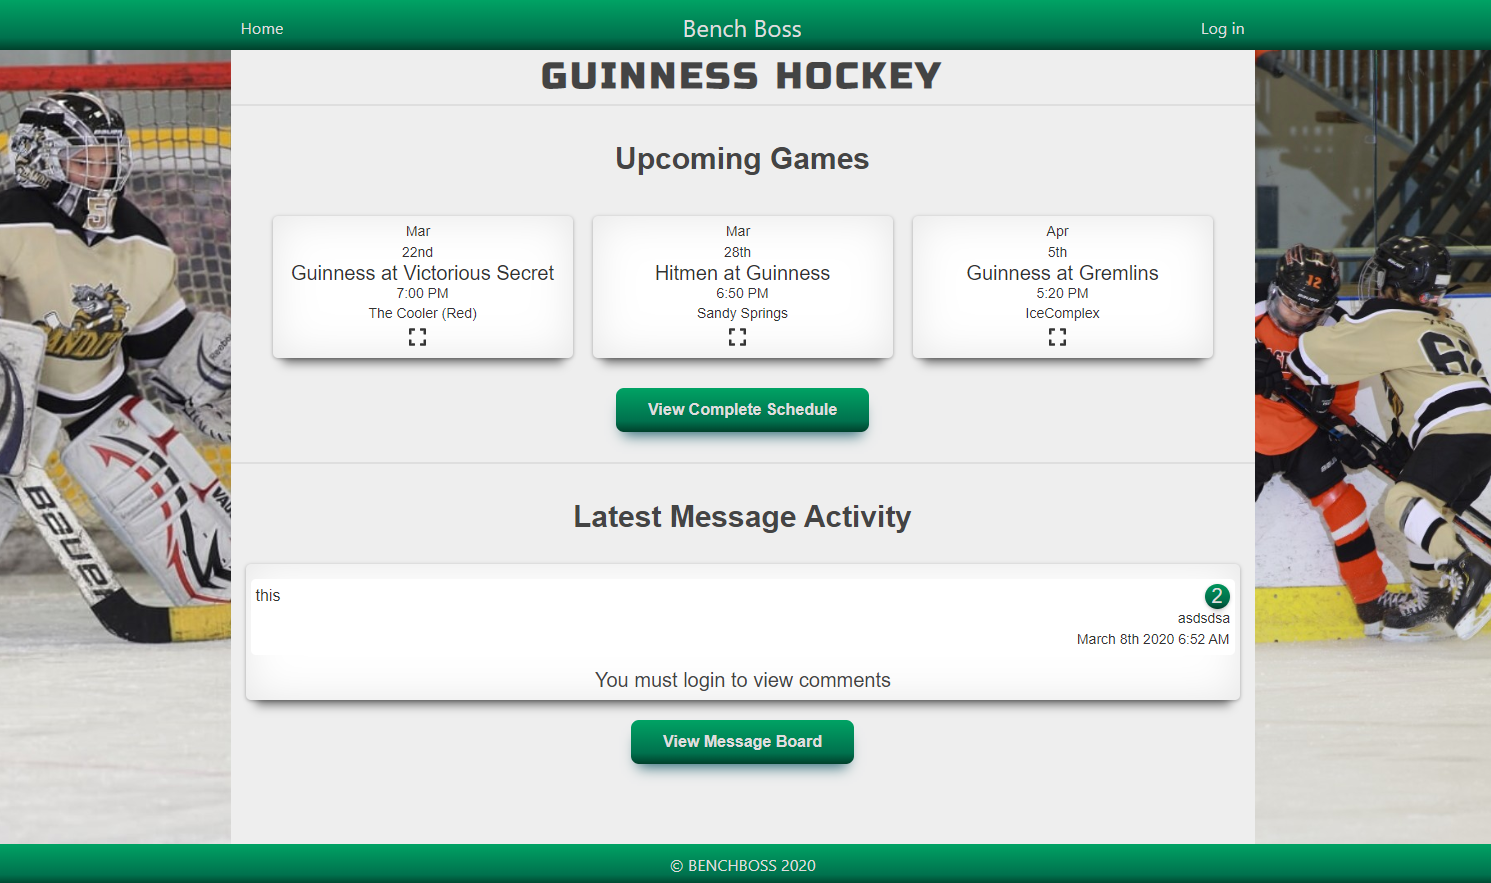 Home
Bench Boss
Log in
GUINNESS HOCKEY
Upcoming Games
Mar
22nd
Guinness at Victorious Secret
7:00 PM
The Cooler (Red)
Mar
28th
Hitmen at Guinness
6:50 PM
Sandy Springs
Apr
5th
Guinness at Gremlins
5:20 PM
IceComplex
View Complete Schedule
Latest Message Activity
this
2
asdsdsa
March 8th 2020 6:52 AM
You must login to view comments
View Message Board
© BENCHBOSS 2020
BANDITS
BAUER
12